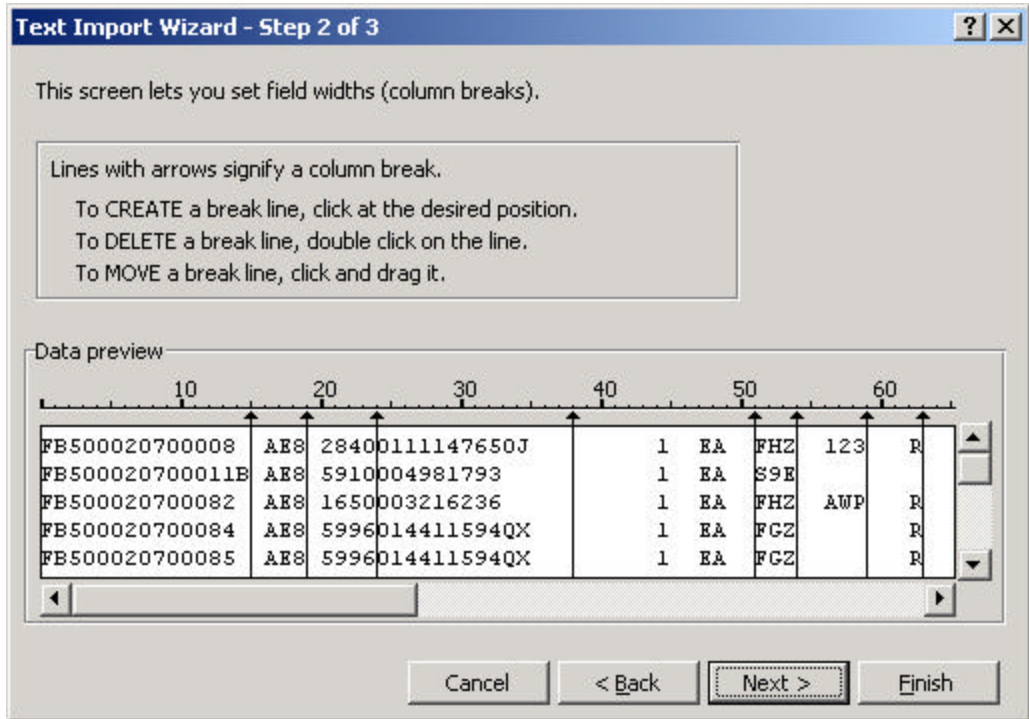 Text Import Wizard - Step 2 of 3
This screen lets you set field widths (column breaks).
Lines with arrows signify a column break.
To CREATE a break line, click at the desired position.
To DELETE a break line, double click on the line.
To MOVE a break line, click and drag it.
Data preview
10 20 30 40 50 60
FB500020700008 AE8 2840011114765OJ 1 EA FHZ 123 R
FB500020700011B AE8 5910004981793 1 EA S9E
FB500020700082 AE8 1650003216236 1 EA FHZ AWP R
FB500020700084 AE8 5996014411594QX 1 EA FGZ R
FB500020700085 AE8 5996014411594QX 1 EA FGZ R
Cancel < Back Next > Finish